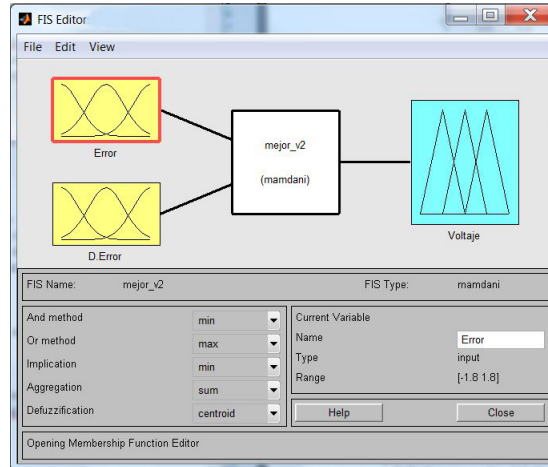 FIS Editor
File Edit View
Error
D.Error
mejor_v2
(mamdani)
Voltaje
FIS Name: mejor_v2 FIS Type: mamdani
And method min
Or method max
Implication min
Aggregation sum
Defuzzification centroid
Current Variable
Name Error
Type input
Range [-1.8 1.8]
Help Close
Opening Membership Function Editor